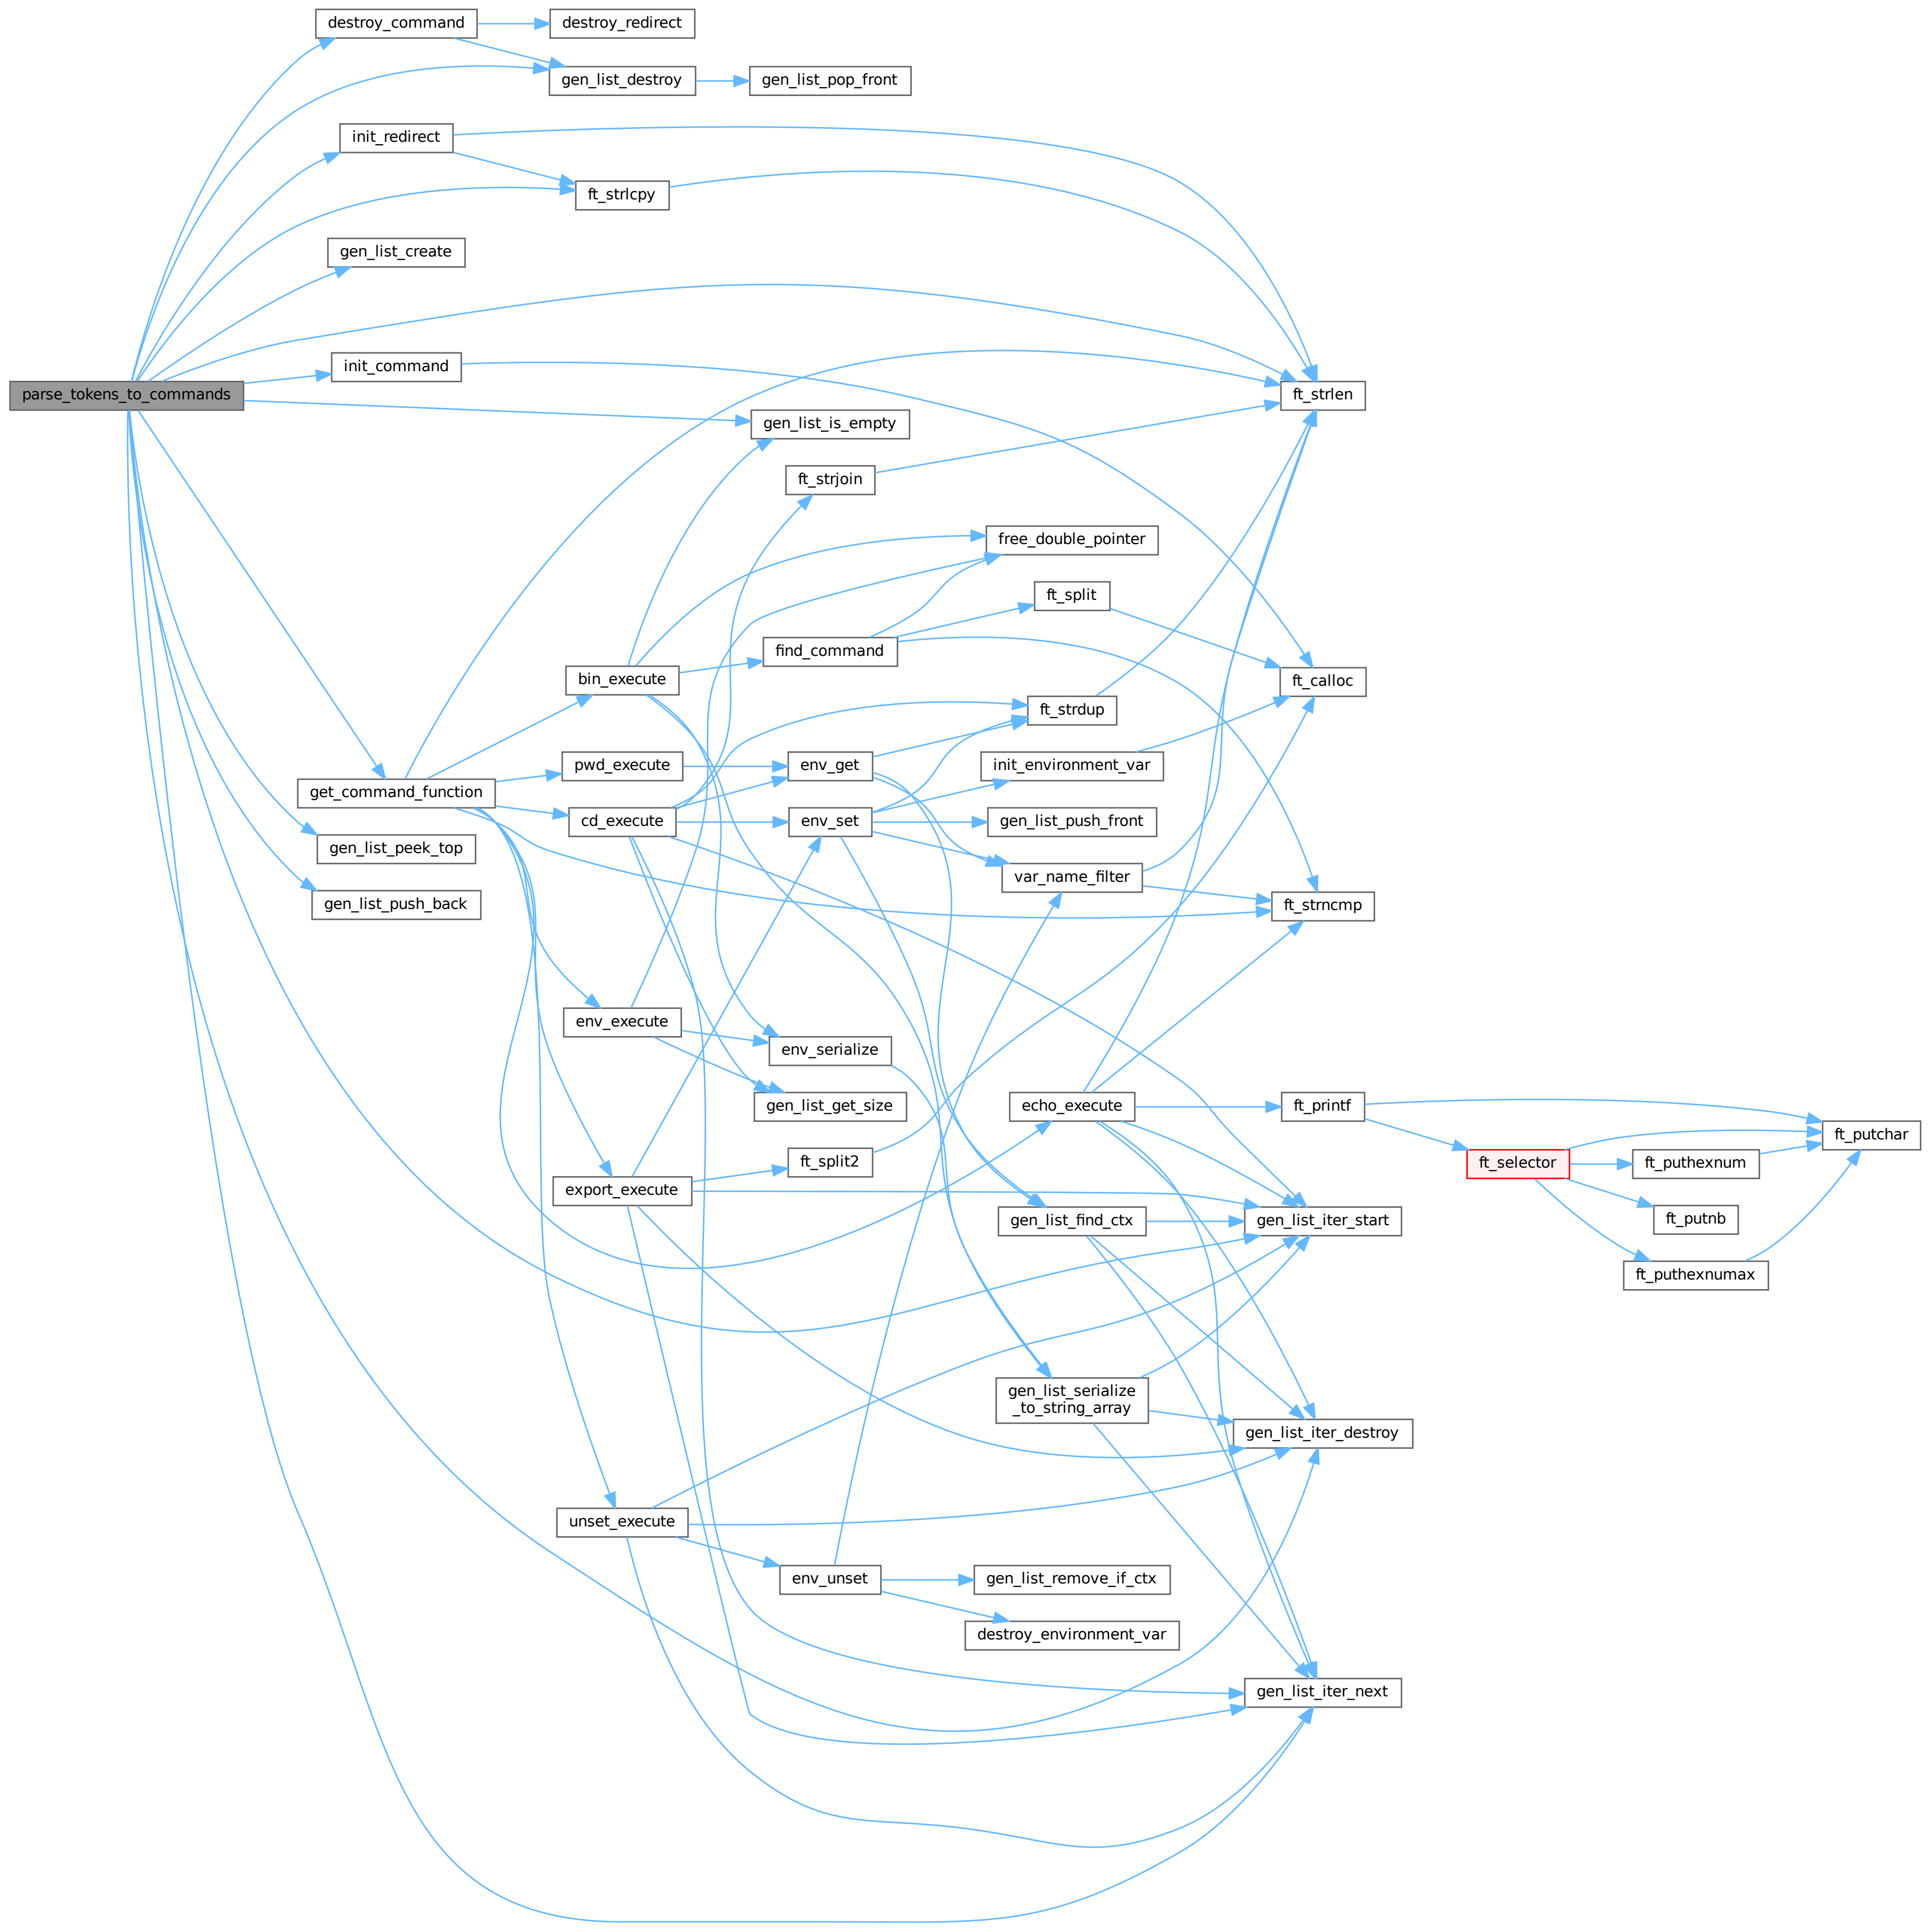 destroy_command
destroy_redirect
gen_list_destroy
gen_list_pop_front
init_redirect
ft_strlcpy
gen_list_create
init_command
parse_tokens_to_commands
ft_strlen
gen_list_is_empty
ft_strjoin
free_double_pointer
ft_split
find_command
bin_execute
ft_calloc
ft_strdup
pwd_execute
env_get
init_environment_var
get_command_function
cd_execute
env_set
gen_list_push_front
gen_list_peek_top
var_name_filter
gen_list_push_back
ft_strncmp
env_execute
env_serialize
gen_list_get_size
echo_execute
ft_printf
ft_putchar
ft_selector
ft_puthexnum
ft_split2
export_execute
ft_putnb
gen_list_find_ctx
gen_list_iter_start
ft_puthexnumax
gen_list_serialize
_to_string_array
gen_list_iter_destroy
unset_execute
env_unset
gen_list_remove_if_ctx
destroy_environment_var
gen_list_iter_next